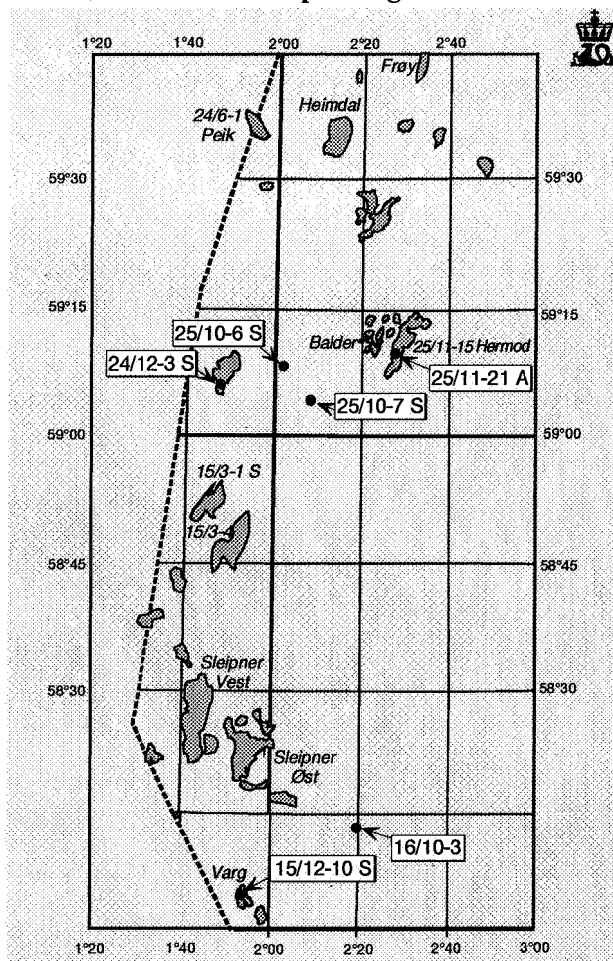 1°20
1°40
2°00
2°20
2°40
Frøy
24/6-1
Peik
Heimdal
59°30
59°30
59°15
59°15
25/10-6 S
24/12-3 S
Balder
25/11-15 Hermod
25/11-21 A
25/10-7 S
59°00
59°00
15/3-1 S
15/3-4
58°45
58°45
58°30
58°30
Sleipner
Vest
Sleipner
Øst
16/10-3
Varg
15/12-10 S
1°20
1°40
2°00
2°20
2°40
3°00